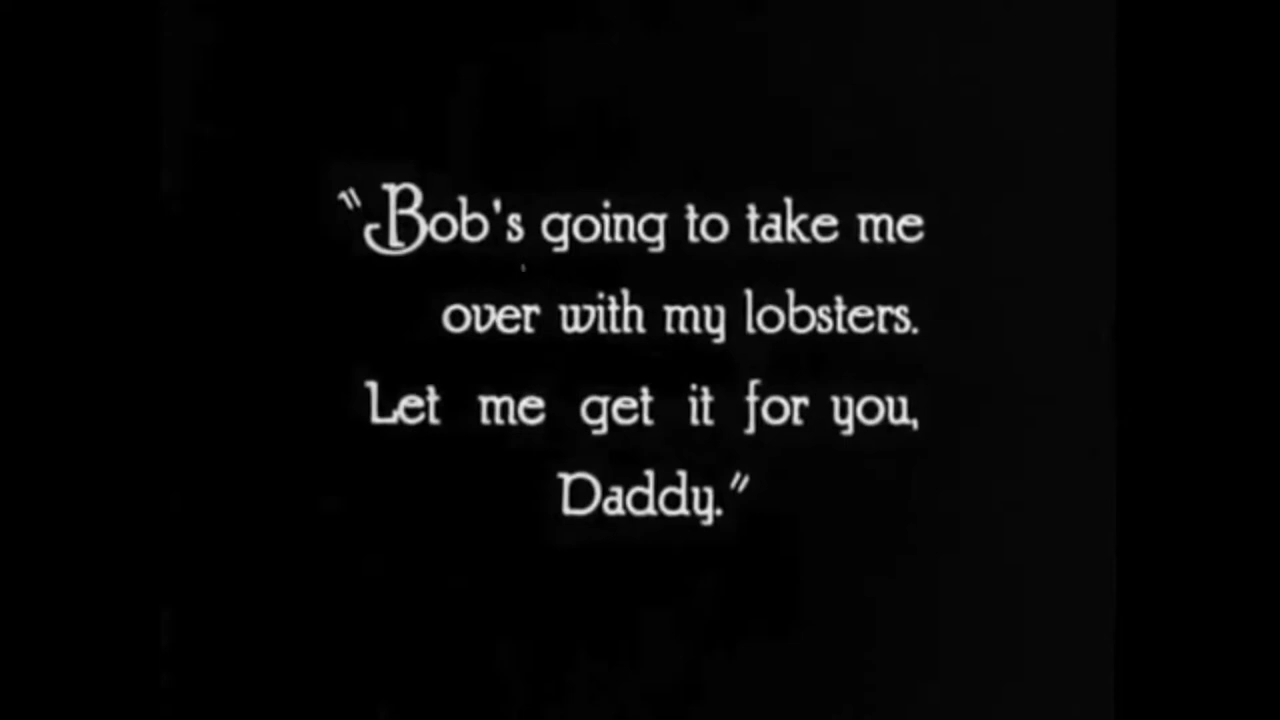 "Bob's going to take me
over with my lobsters.
Let me get it for you,
Daddy."